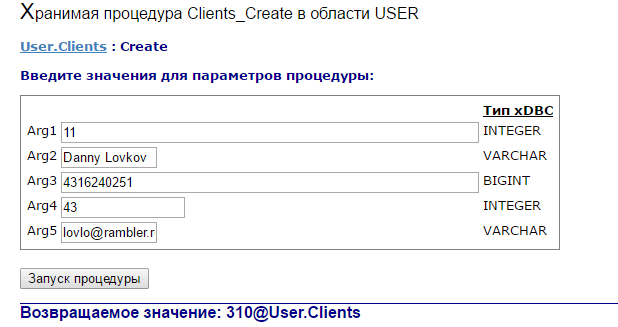 Хранимая процедура Clients_Create в области USER
User.Clients : Create
Введите значения для параметров процедуры:
Тип xDBC
Arg1 11 INTEGER
Arg2 Danny Lovkov VARCHAR
Arg3 4316240251 BIGINT
Arg4 43 INTEGER
Arg5 lovlo@rambler.r VARCHAR
Запуск процедуры
Возвращаемое значение: 310@User.Clients